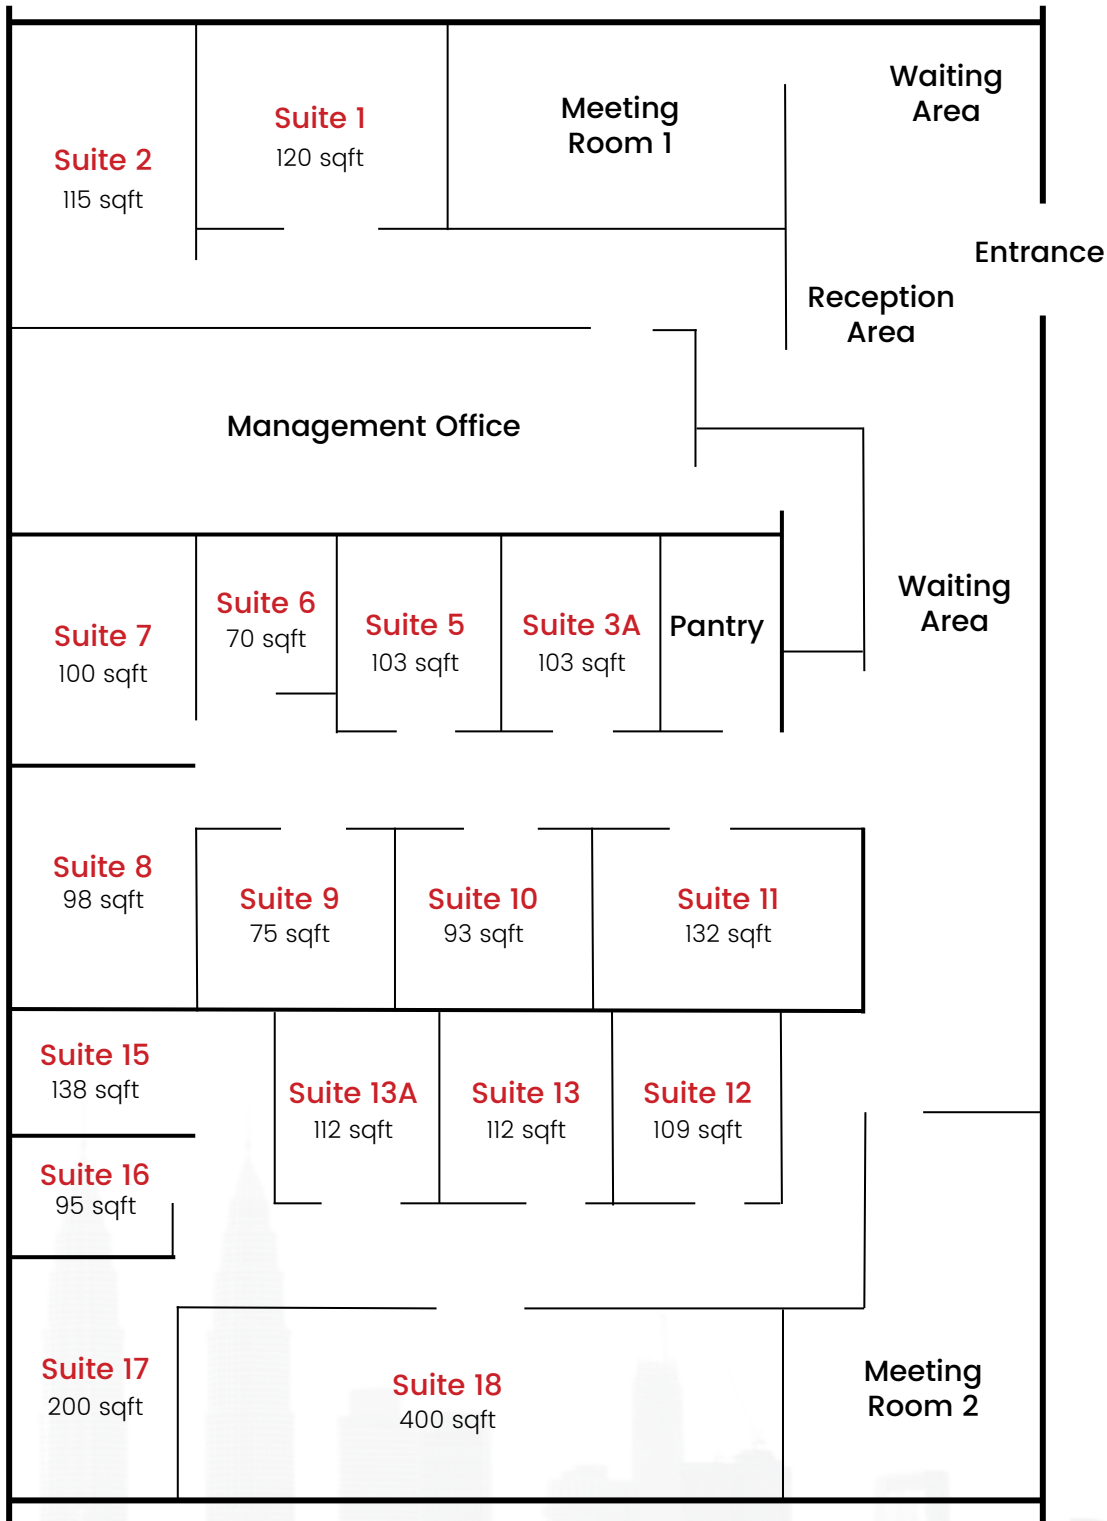 Waiting
Area
Suite 1
120 sqft
Meeting
Room 1
Suite 2
115 sqft
Entrance
Reception
Area
Management Office
Suite 7
100 sqft
Suite 6
70 sqft
Suite 5
103 sqft
Suite 3A
103 sqft
Pantry
Waiting
Area
Suite 8
98 sqft
Suite 9
75 sqft
Suite 10
93 sqft
Suite 11
132 sqft
Suite 15
138 sqft
Suite 13A
112 sqft
Suite 13
112 sqft
Suite 12
109 sqft
Suite 16
95 sqft
Suite 17
200 sqft
Suite 18
400 sqft
Meeting
Room 2